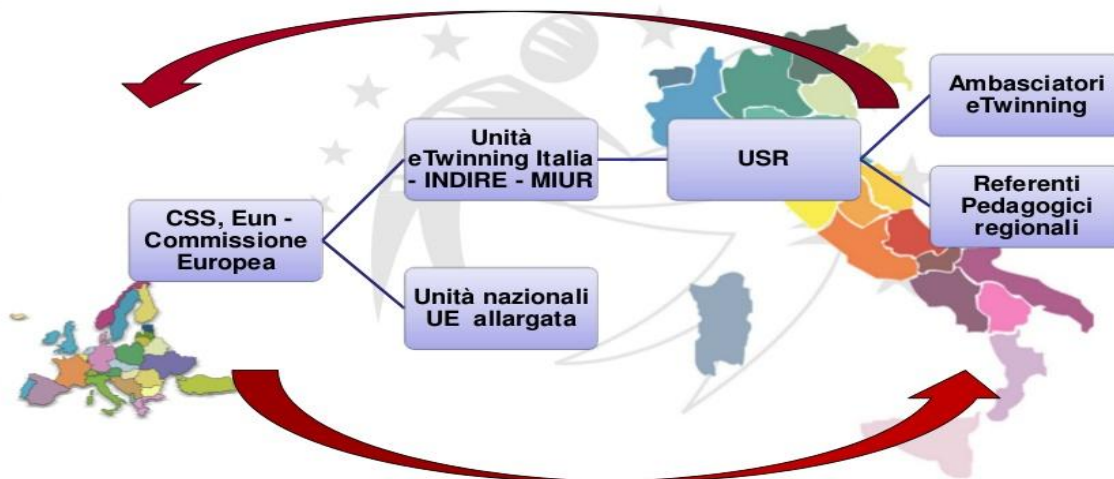 CSS, Eun -
Commissione
Europea
Unità
eTwinning Italia
- INDIRE - MIUR
Unità nazionali
UE allargata
USR
Ambasciatori
eTwinning
Referenti
Pedagogici
regionali